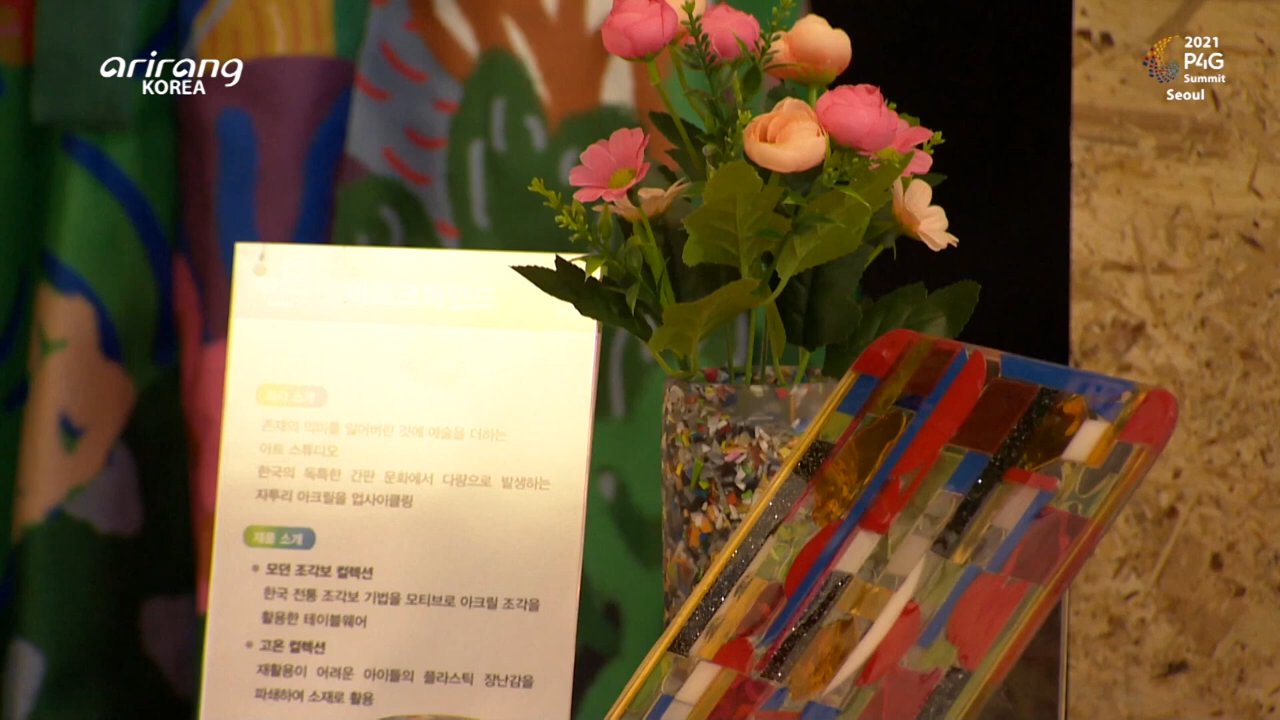 arirang
KOREA
2021
P4G
Summit
Seoul
회사 소개
존재의 의미를 잃어버린 것에 예술을 더하는
아트 스튜디오
한국의 독특한 간판 문화에서 다량으로 발생하는
자투리 아크릴을 업사이클링
제품 소개
• 모던 조각보 컬렉션
한국 전통 조각보 기법을 모티브로 아크릴 조각을
활용한 테이블웨어
• 고온 컬렉션
재활용이 어려운 아이들의 플라스틱 장난감을
파쇄하여 소재로 활용